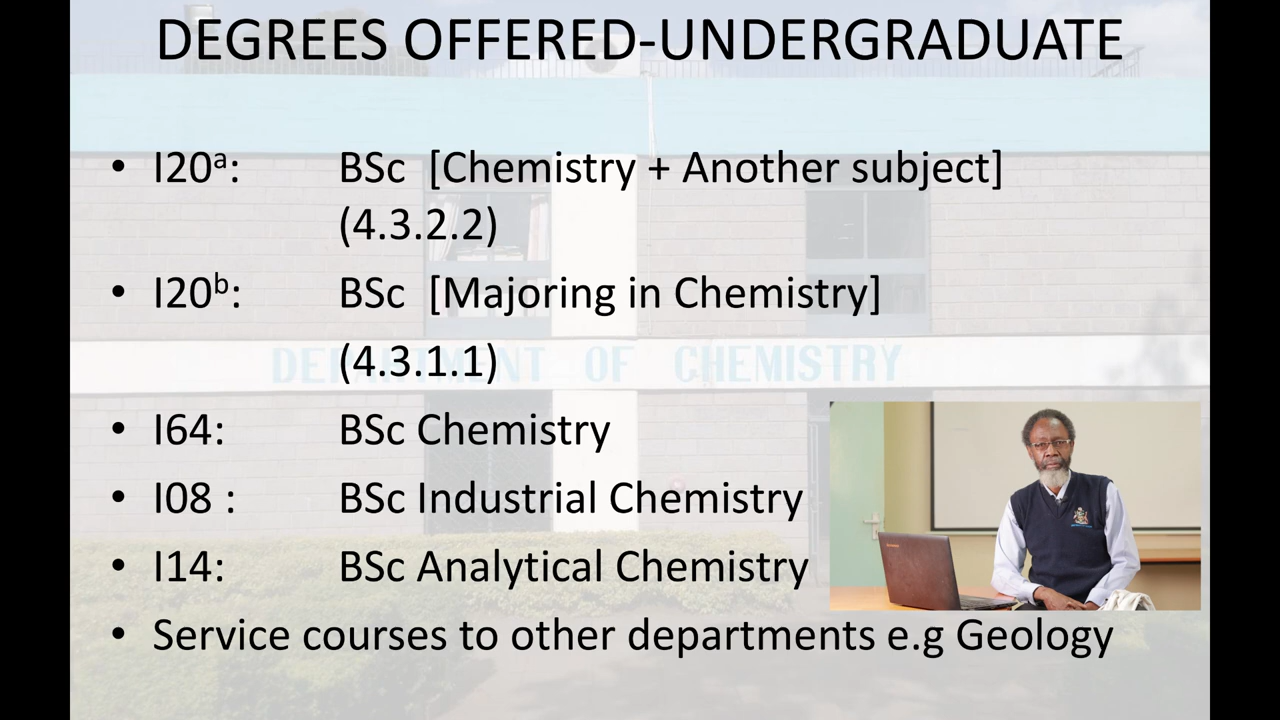 DEGREES OFFERED-UNDERGRADUATE
• I20ᵃ: BSc [Chemistry + Another subject]
(4.3.2.2)
• I20ᵇ: BSc [Majoring in Chemistry]
(4.3.1.1)
DEPARTMENT OF CHEMISTRY
• I64: BSc Chemistry
• I08 : BSc Industrial Chemistry
• I14: BSc Analytical Chemistry
• Service courses to other departments e.g Geology